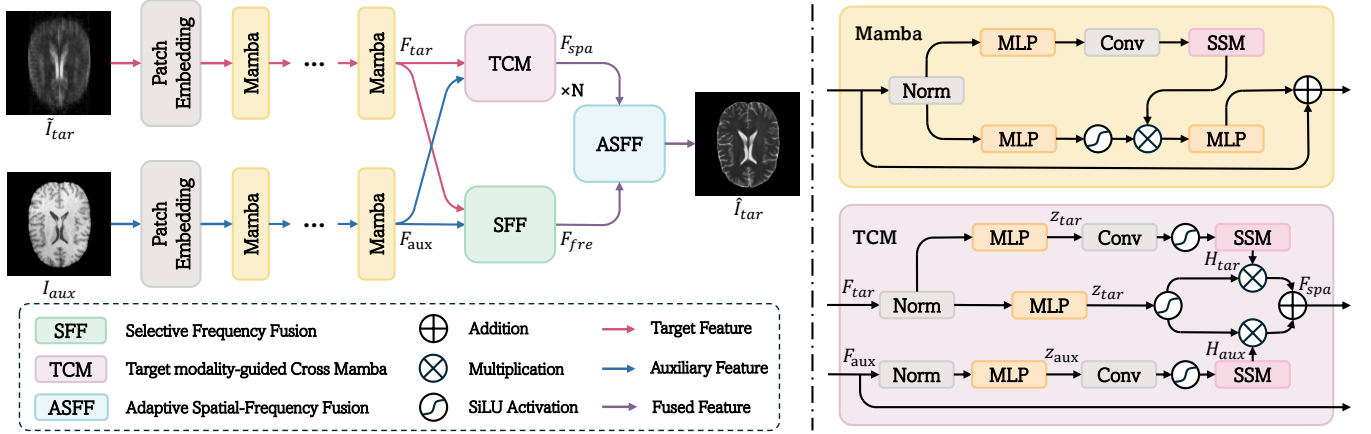 Patch
Embedding
Mamba
...
Mamba
F_tar
TCM
F_spa
×N
Ĩ_tar
ASFF
Î_tar
Patch
Embedding
Mamba
...
Mamba
F_aux
SFF
F_fre
I_aux
SFF Selective Frequency Fusion
Addition
Target Feature
TCM Target modality-guided Cross Mamba
Multiplication
Auxiliary Feature
ASFF Adaptive Spatial-Frequency Fusion
SiLU Activation
Fused Feature
Mamba
MLP
Conv
SSM
Norm
MLP
MLP
TCM
MLP
z_tar
Conv
SSM
H_tar
F_tar
Norm
MLP
z_tar
F_spa
F_aux
Norm
MLP
z_aux
Conv
H_aux
SSM